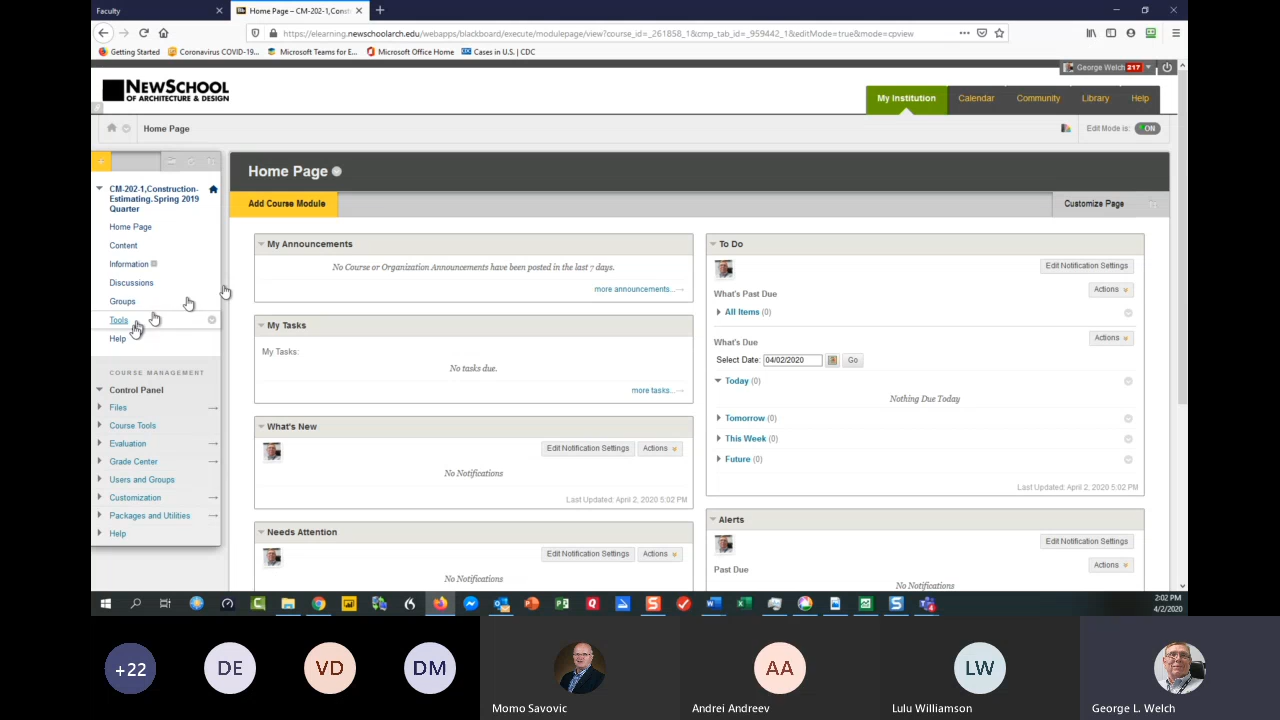 Faculty
Home Page – CM-202-1,Const
https://elearning.newschoolarch.edu/webapps/blackboard/execute/modulepage/view?course_id=_261858_1&cmp_tab_id=_959442_1&editMode=true&mode=cpview
Getting Started
Coronavirus COVID-19...
Microsoft Teams for E...
Microsoft Office Home
Cases in U.S. | CDC
George Welch 217
NEWSCHOOL
OF ARCHITECTURE & DESIGN
My Institution
Calendar
Community
Library
Help
Home Page
Edit Mode is: ON
CM-202-1,Construction-
Estimating.Spring 2019
Quarter
Home Page
Content
Information
Discussions
Groups
Tools
Help
COURSE MANAGEMENT
Control Panel
Files
Course Tools
Evaluation
Grade Center
Users and Groups
Customization
Packages and Utilities
Help
Home Page
Add Course Module
Customize Page
My Announcements
No Course or Organization Announcements have been posted in the last 7 days.
more announcements...
My Tasks
My Tasks:
No tasks due.
more tasks...
What's New
Edit Notification Settings
Actions
No Notifications
Last Updated: April 2, 2020 5:02 PM
Needs Attention
Edit Notification Settings
Actions
No Notifications
To Do
Edit Notification Settings
What's Past Due
Actions
All Items (0)
What's Due
Actions
Select Date: 04/02/2020 Go
Today (0)
Nothing Due Today
Tomorrow (0)
This Week (0)
Future (0)
Last Updated: April 2, 2020 5:02 PM
Alerts
Edit Notification Settings
Past Due
Actions
No Notifications
2:02 PM
4/2/2020
+22
DE
VD
DM
Momo Savovic
AA
Andrei Andreev
LW
Lulu Williamson
George L. Welch